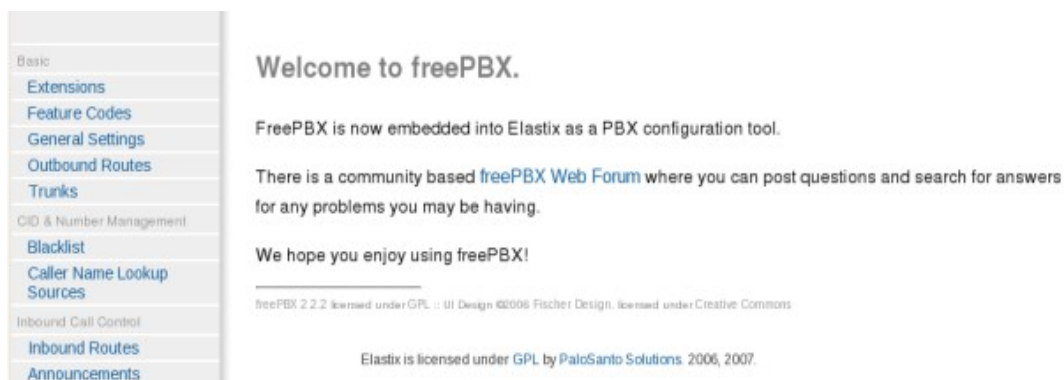 Basic
Extensions
Feature Codes
General Settings
Outbound Routes
Trunks
CID & Number Management
Blacklist
Caller Name Lookup
Sources
Inbound Call Control
Inbound Routes
Announcements
Welcome to freePBX.
FreePBX is now embedded into Elastix as a PBX configuration tool.
There is a community based freePBX Web Forum where you can post questions and search for answers
for any problems you may be having.
We hope you enjoy using freePBX!
freePBX 2.2.2 licensed under GPL :: UI Design ©2006 Fischer Design. licensed under Creative Commons
Elastix is licensed under GPL by PaloSanto Solutions. 2006, 2007.